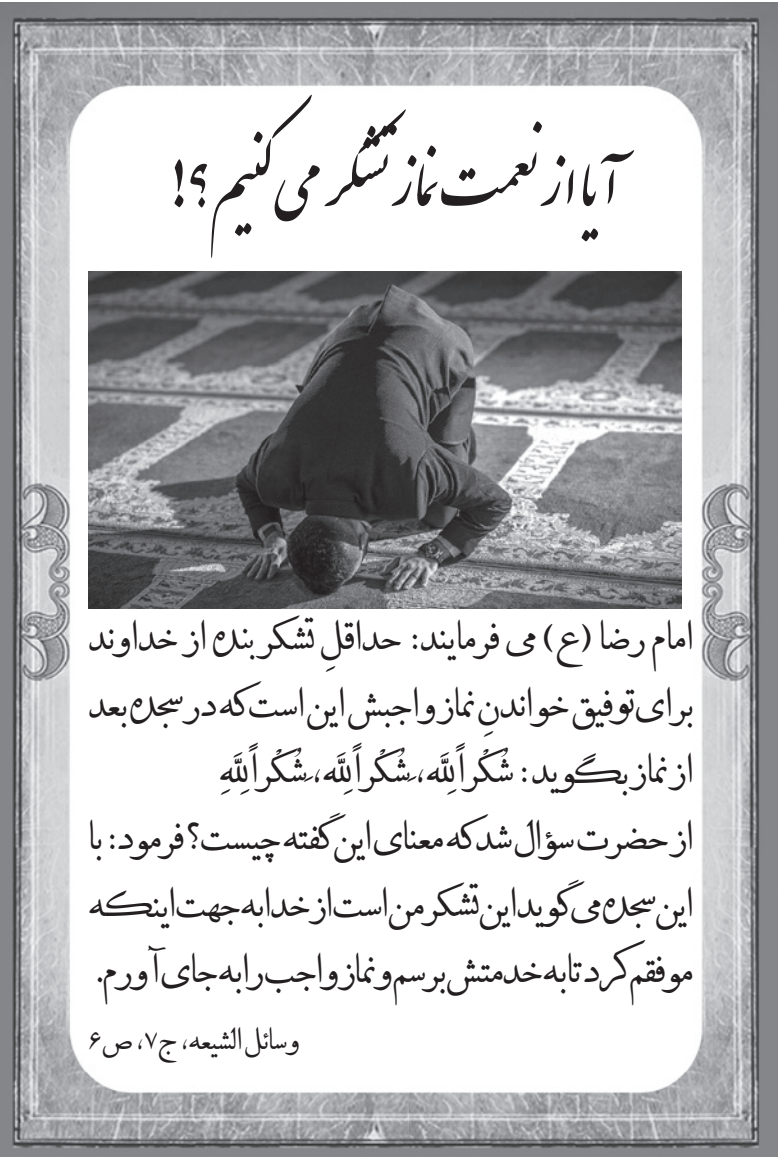 آیا از نعمت نماز تشکر می کنیم؟!
امام رضا (ع) می فرمایند: حداقلِ تشکر بنده از خداوند
برای توفیق خواندنِ نماز واجبش این است که در سجده بعد
از نماز بگوید: شُکْراًلِلَّه، شُکْراًلِلَّه، شُکْراًلِلَّهِ
از حضرت سؤال شد که معنای این گفته چیست؟ فرمود: با
این سجده می‌گوید این تشکر من است از خدا به جهت اینکه
موفقم کرد تا به خدمتش برسم و نماز واجب را به جای آورم.
وسائل الشیعه، ج۷، ص۶